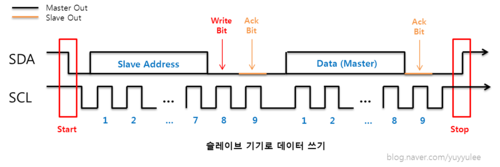 Master Out
Slave Out
Write Bit
Ack Bit
Ack Bit
SDA
Slave Address
Data (Master)
SCL
Start
1 2 ... 7 8 9 1 2 ... 8 9
Stop
슬레이브 기기로 데이터 쓰기
blog.naver.com/yuyyulee